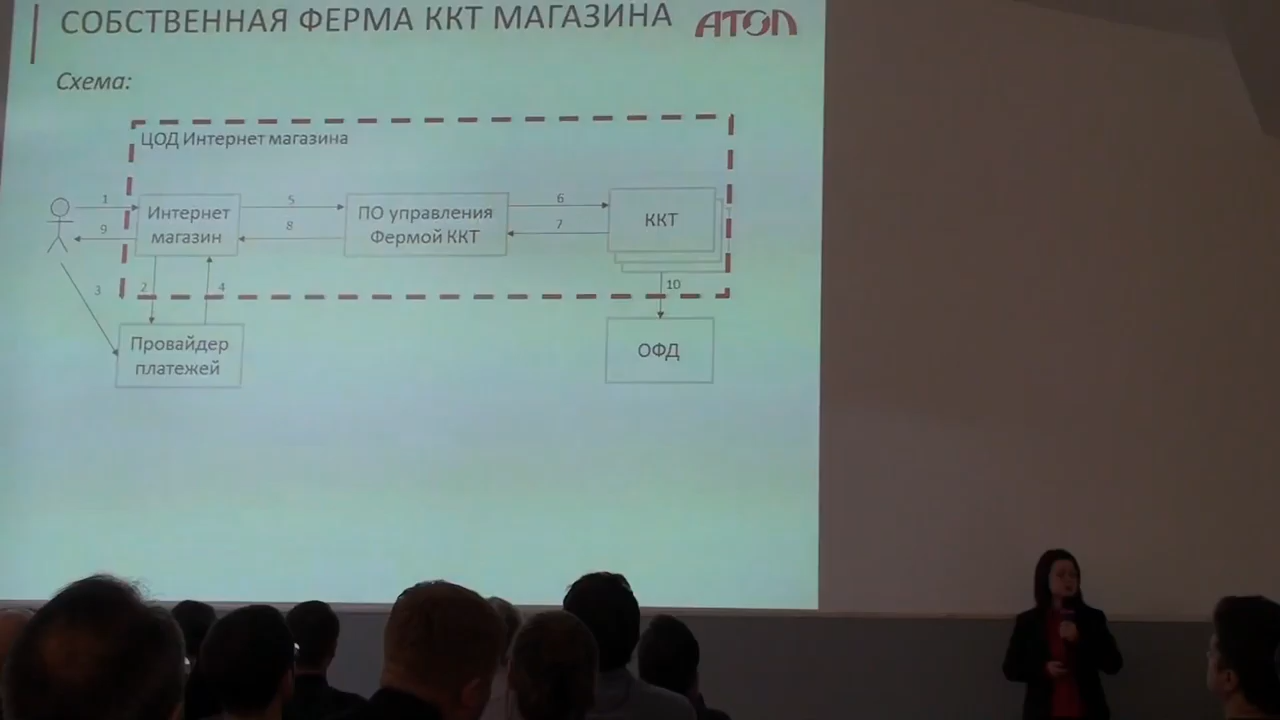 СОБСТВЕННАЯ ФЕРМА ККТ МАГАЗИНА
АТОЛ
Схема:
ЦОД Интернет магазина
1
9
3
Интернет
магазин
2
4
5
8
ПО управления
Фермой ККТ
6
7
ККТ
10
Провайдер
платежей
ОФД